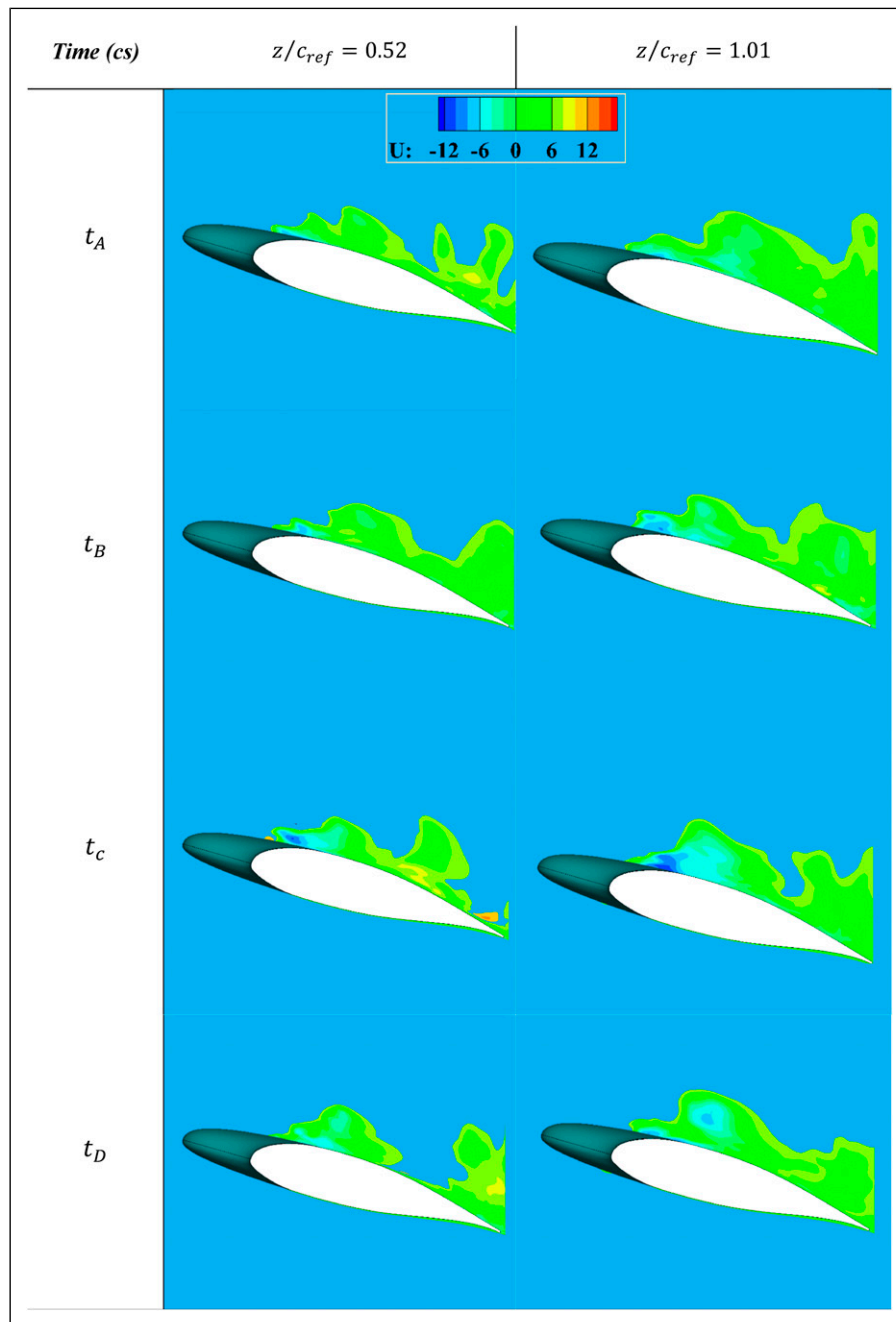 Time (cs) z/c_ref = 0.52 z/c_ref = 1.01
U: -12 -6 0 6 12
t_A
t_B
t_c
t_D